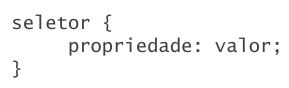 seletor {
propriedade: valor;
}